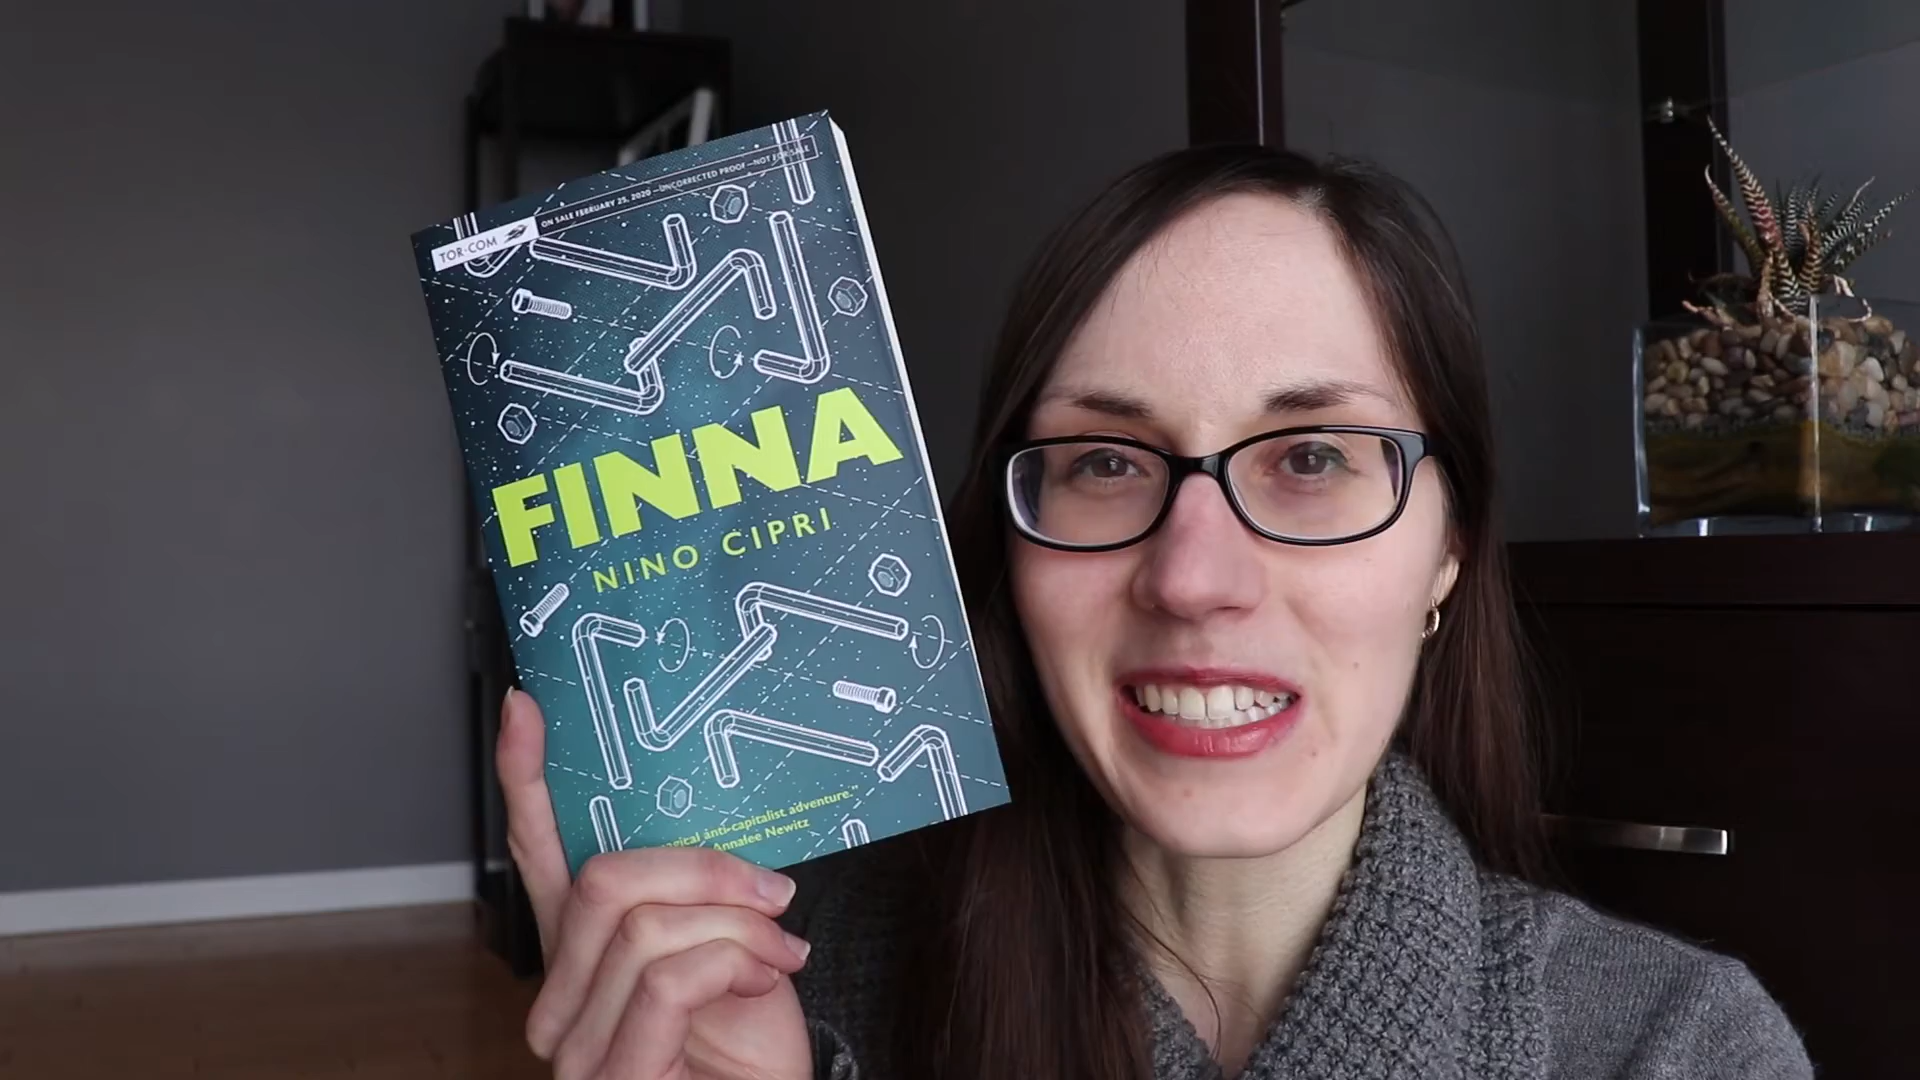 TOR·COM
ON SALE FEBRUARY 25, 2020—UNCORRECTED PROOF—NOT FOR SALE
FINNA
NINO CIPRI
anti-capitalist adventure."
Annalee Newitz